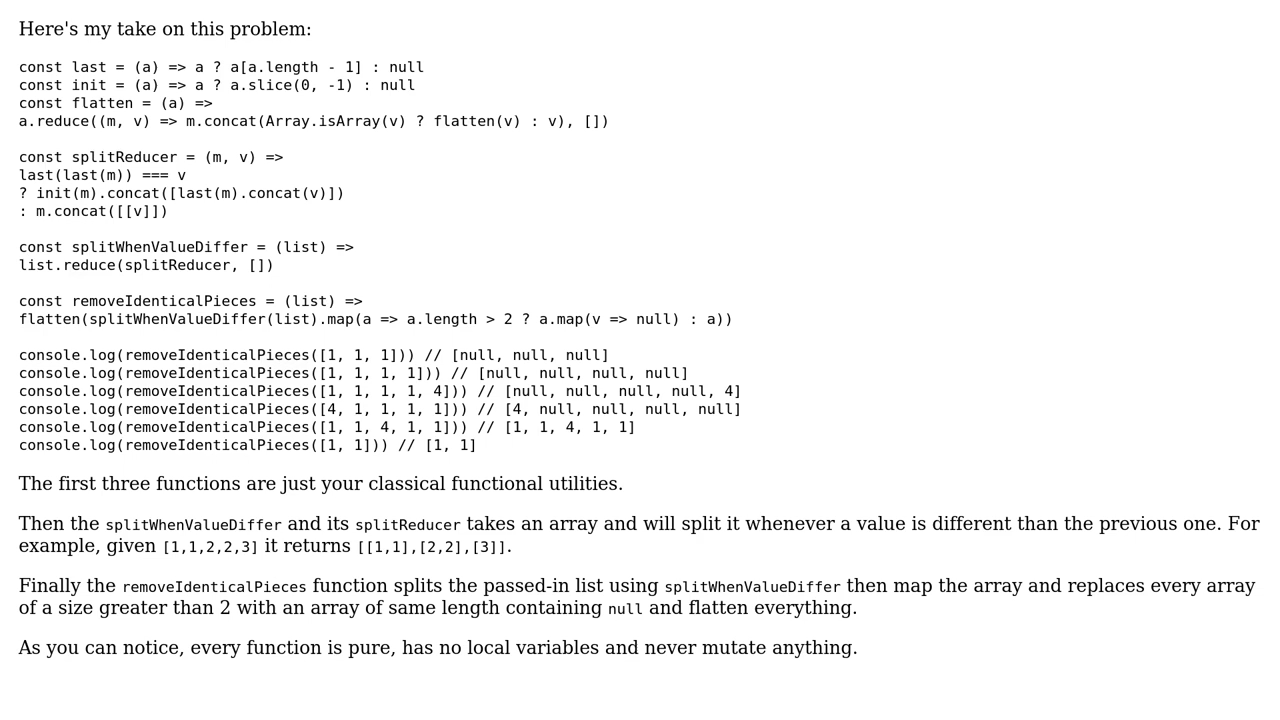 Here's my take on this problem:
const last = (a) => a ? a[a.length - 1] : null
const init = (a) => a ? a.slice(0, -1) : null
const flatten = (a) =>
a.reduce((m, v) => m.concat(Array.isArray(v) ? flatten(v) : v), [])
const splitReducer = (m, v) =>
last(last(m)) === v
? init(m).concat([last(m).concat(v)])
: m.concat([[v]])
const splitWhenValueDiffer = (list) =>
list.reduce(splitReducer, [])
const removeIdenticalPieces = (list) =>
flatten(splitWhenValueDiffer(list).map(a => a.length > 2 ? a.map(v => null) : a))
console.log(removeIdenticalPieces([1, 1, 1])) // [null, null, null]
console.log(removeIdenticalPieces([1, 1, 1, 1])) // [null, null, null, null]
console.log(removeIdenticalPieces([1, 1, 1, 1, 4])) // [null, null, null, null, 4]
console.log(removeIdenticalPieces([4, 1, 1, 1, 1])) // [4, null, null, null, null]
console.log(removeIdenticalPieces([1, 1, 4, 1, 1])) // [1, 1, 4, 1, 1]
console.log(removeIdenticalPieces([1, 1])) // [1, 1]
The first three functions are just your classical functional utilities.
Then the splitWhenValueDiffer and its splitReducer takes an array and will split it whenever a value is different than the previous one. For
example, given [1,1,2,2,3] it returns [[1,1],[2,2],[3]].
Finally the removeIdenticalPieces function splits the passed-in list using splitWhenValueDiffer then map the array and replaces every array
of a size greater than 2 with an array of same length containing null and flatten everything.
As you can notice, every function is pure, has no local variables and never mutate anything.